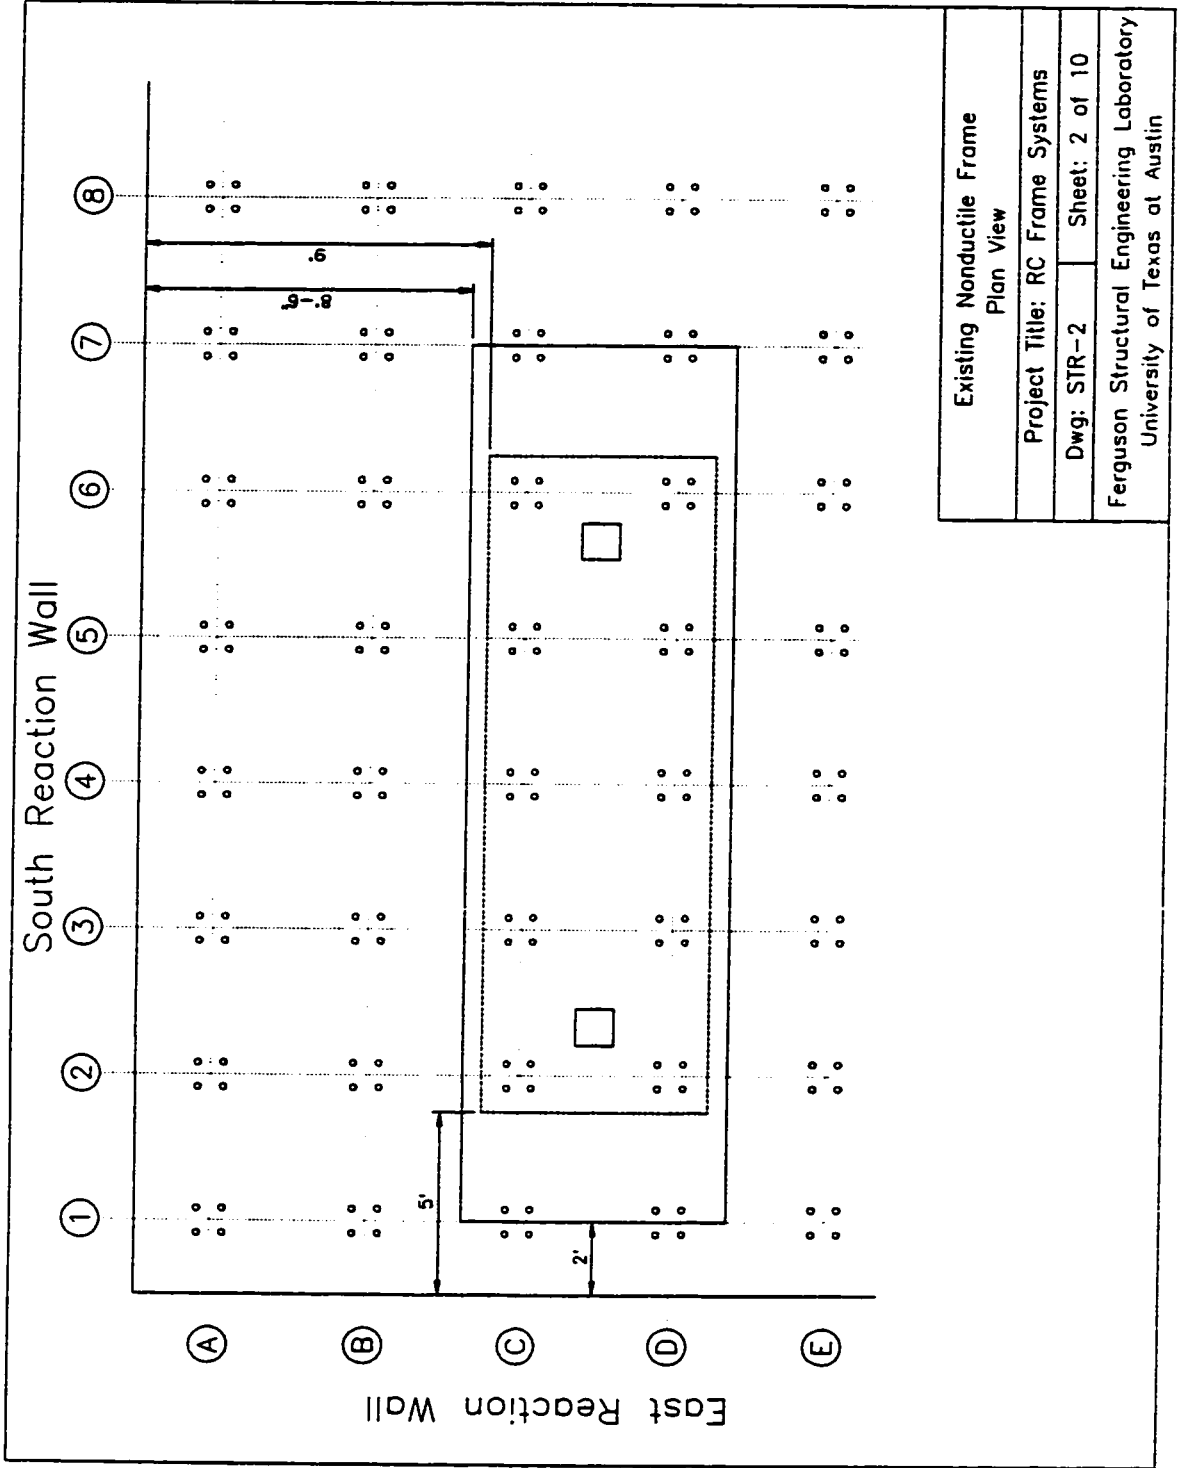 South Reaction Wall
1
2
3
4
5
6
7
8
9'
8'-6"
5'
2'
A
B
C
D
E
East Reaction Wall
Existing Nonductile Frame
Plan View
Project Title: RC Frame Systems
Dwg: STR-2
Sheet: 2 of 10
Ferguson Structural Engineering Laboratory
University of Texas at Austin